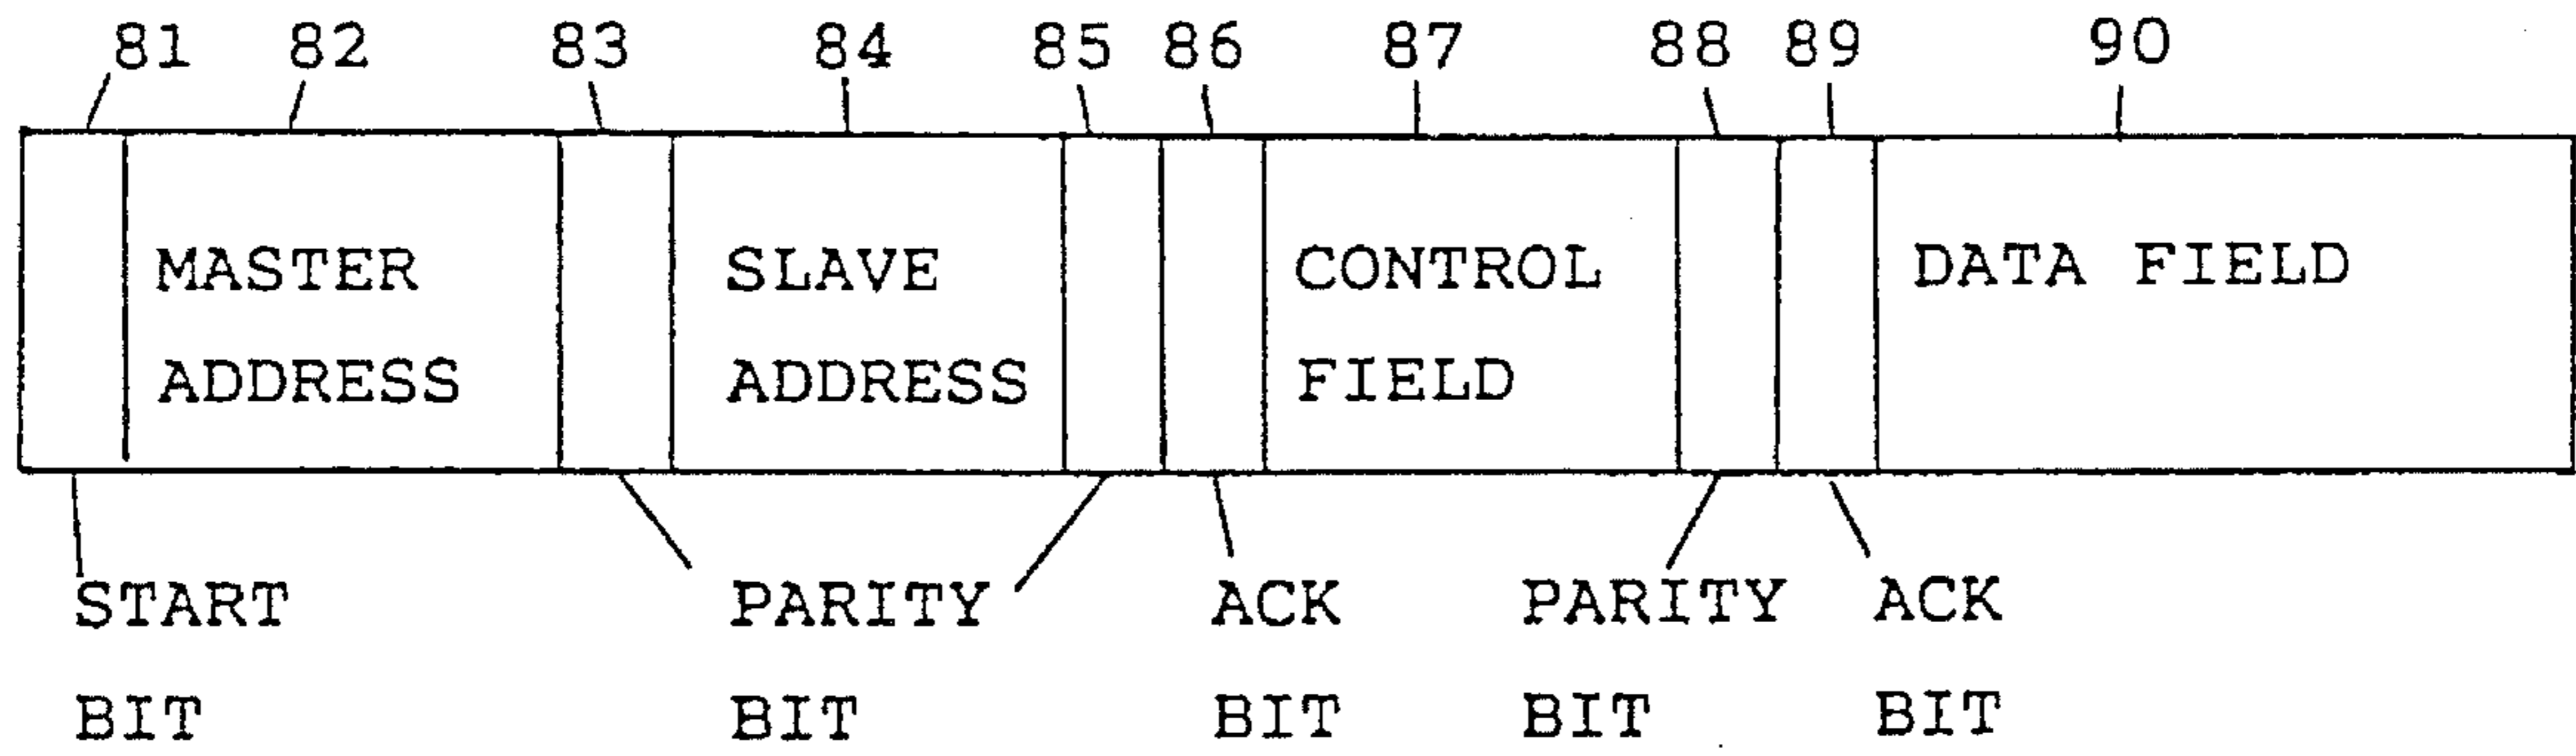 81 82 83 84 85 86 87 88 89 90
MASTER SLAVE CONTROL DATA FIELD
ADDRESS ADDRESS FIELD
START PARITY ACK PARITY ACK
BIT BIT BIT BIT BIT